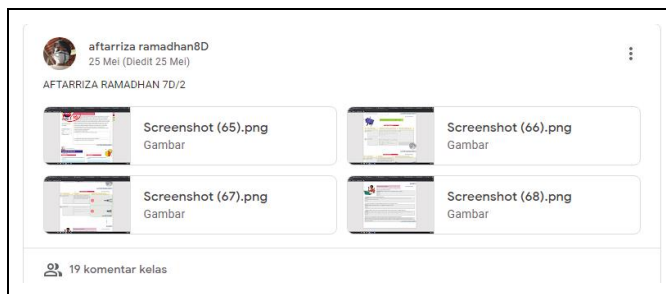 aftarriza ramadhan8D
25 Mei (Diedit 25 Mei)
AFTARRIZA RAMADHAN 7D/2
Screenshot (65).png
Gambar
Screenshot (66).png
Gambar
Screenshot (67).png
Gambar
Screenshot (68).png
Gambar
19 komentar kelas